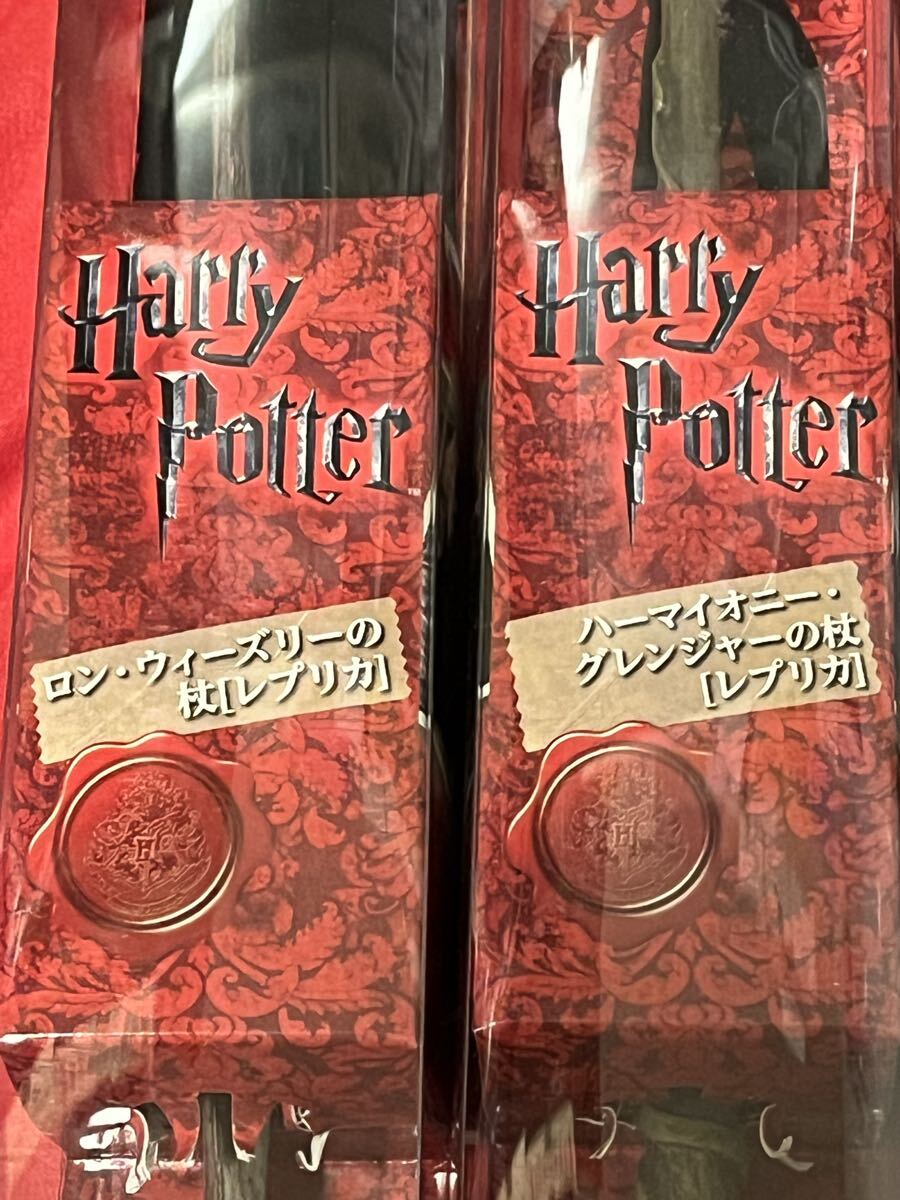 Harry
Potter
ロン・ウィーズリーの
杖[レプリカ]
H
Harry
Potter
ハーマイオニー・
グレンジャーの杖
[レプリカ]
H